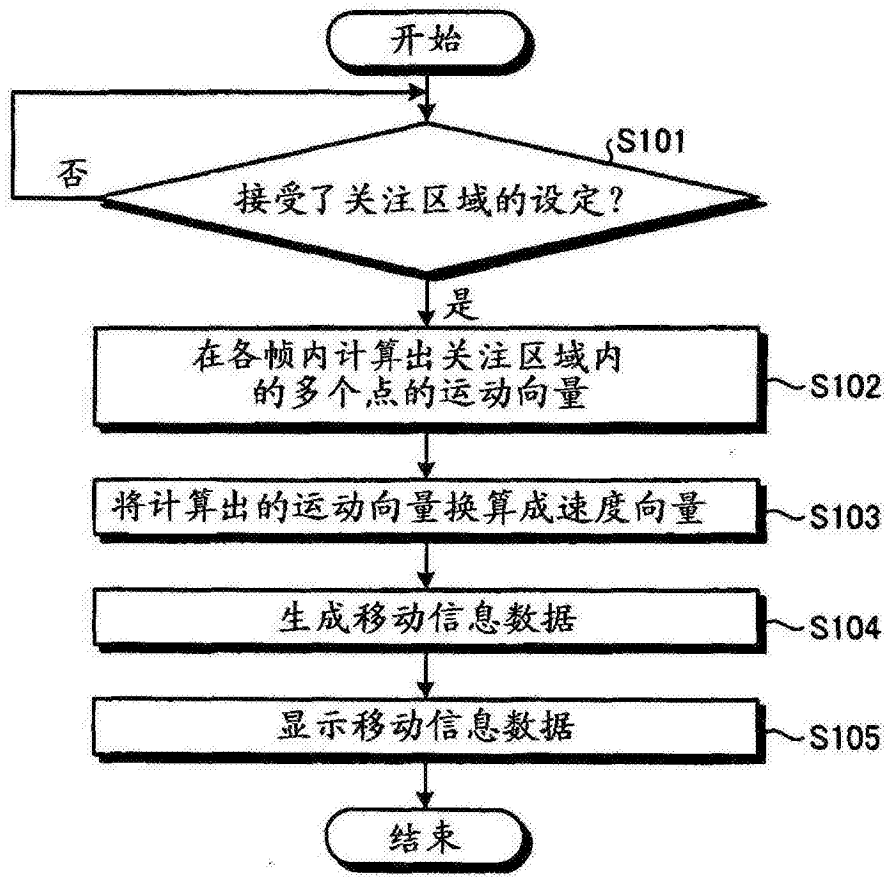 开始
S101
否
接受了关注区域的设定？
是
在各帧内计算出关注区域内
的多个点的运动向量
S102
将计算出的运动向量换算成速度向量
S103
生成移动信息数据
S104
显示移动信息数据
S105
结束